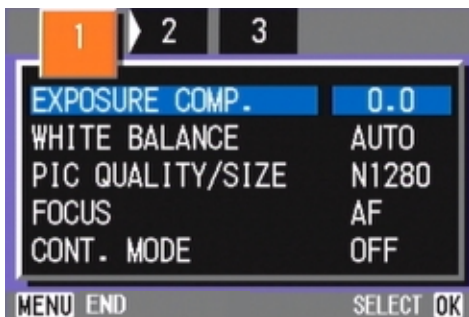 1 2 3
EXPOSURE COMP. 0.0
WHITE BALANCE AUTO
PIC QUALITY/SIZE N1280
FOCUS AF
CONT. MODE OFF
MENU END SELECT OK